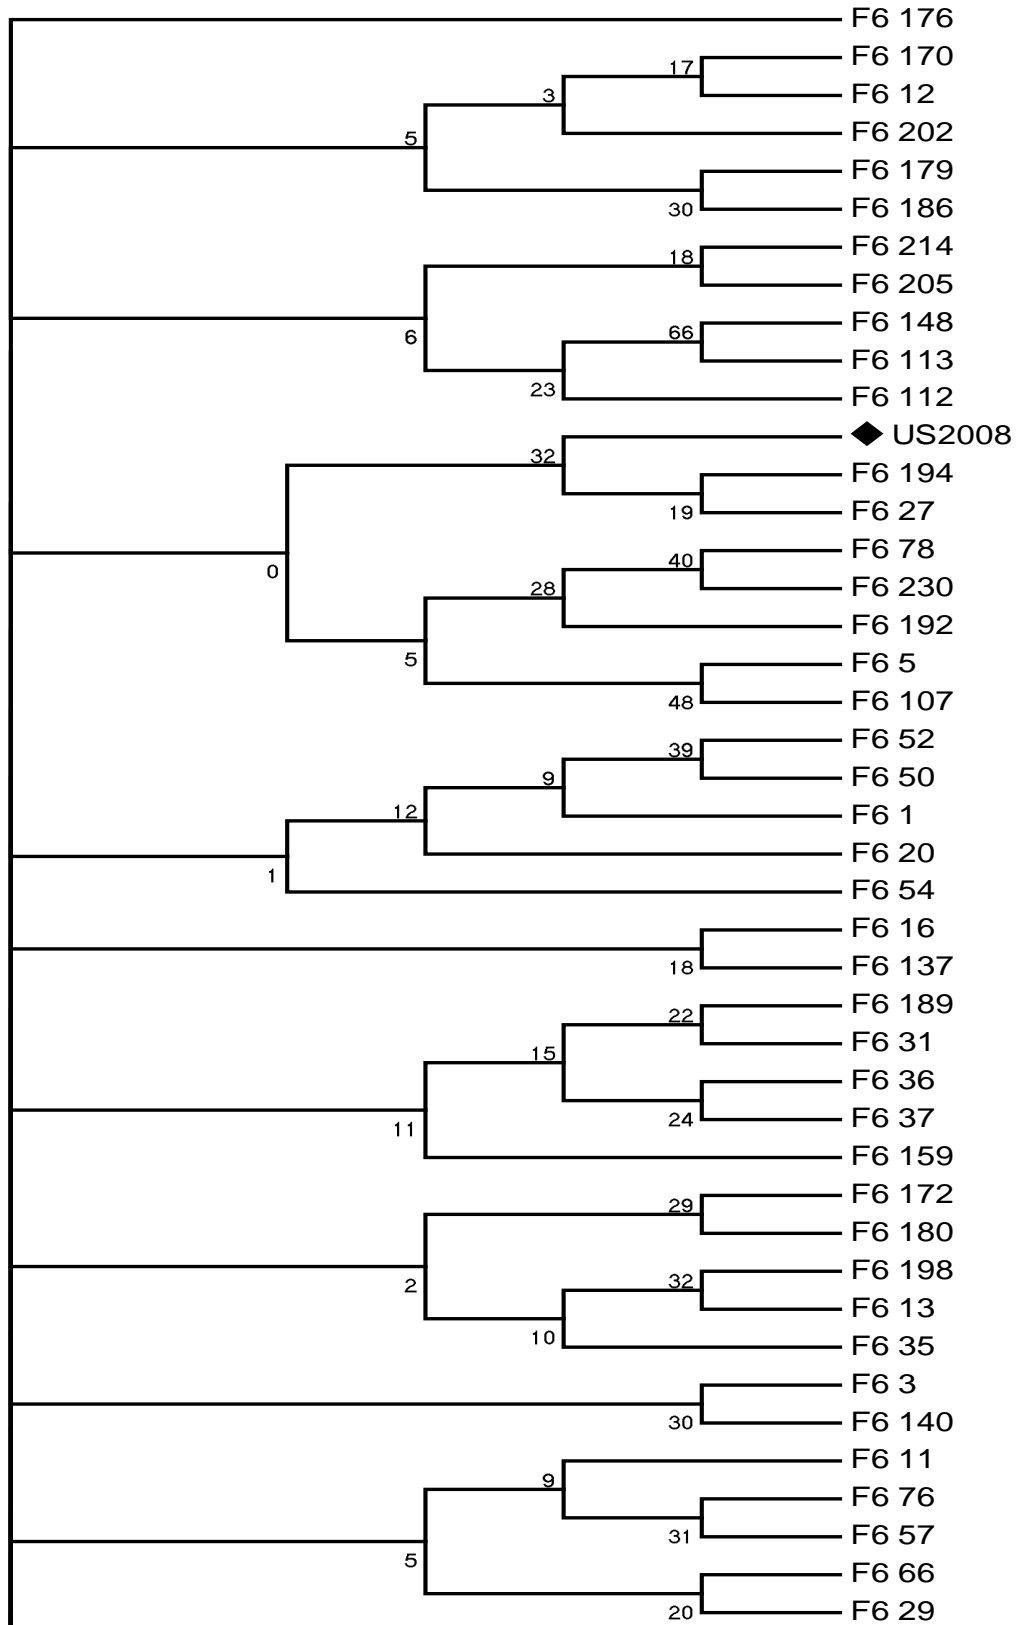 F6 176
F6 170
17
F6 12
3
F6 202
5
F6 179
30
F6 186
F6 214
18
F6 205
6
F6 148
66
F6 113
23
F6 112
US2008
32
F6 194
19
F6 27
0
F6 78
40
F6 230
28
F6 192
5
F6 5
48
F6 107
F6 52
39
F6 50
9
F6 1
12
F6 20
1
F6 54
F6 16
18
F6 137
F6 189
22
F6 31
15
F6 36
24
F6 37
11
F6 159
F6 172
29
F6 180
2
F6 198
32
F6 13
10
F6 35
F6 3
30
F6 140
F6 11
9
F6 76
31
F6 57
5
F6 66
20
F6 29